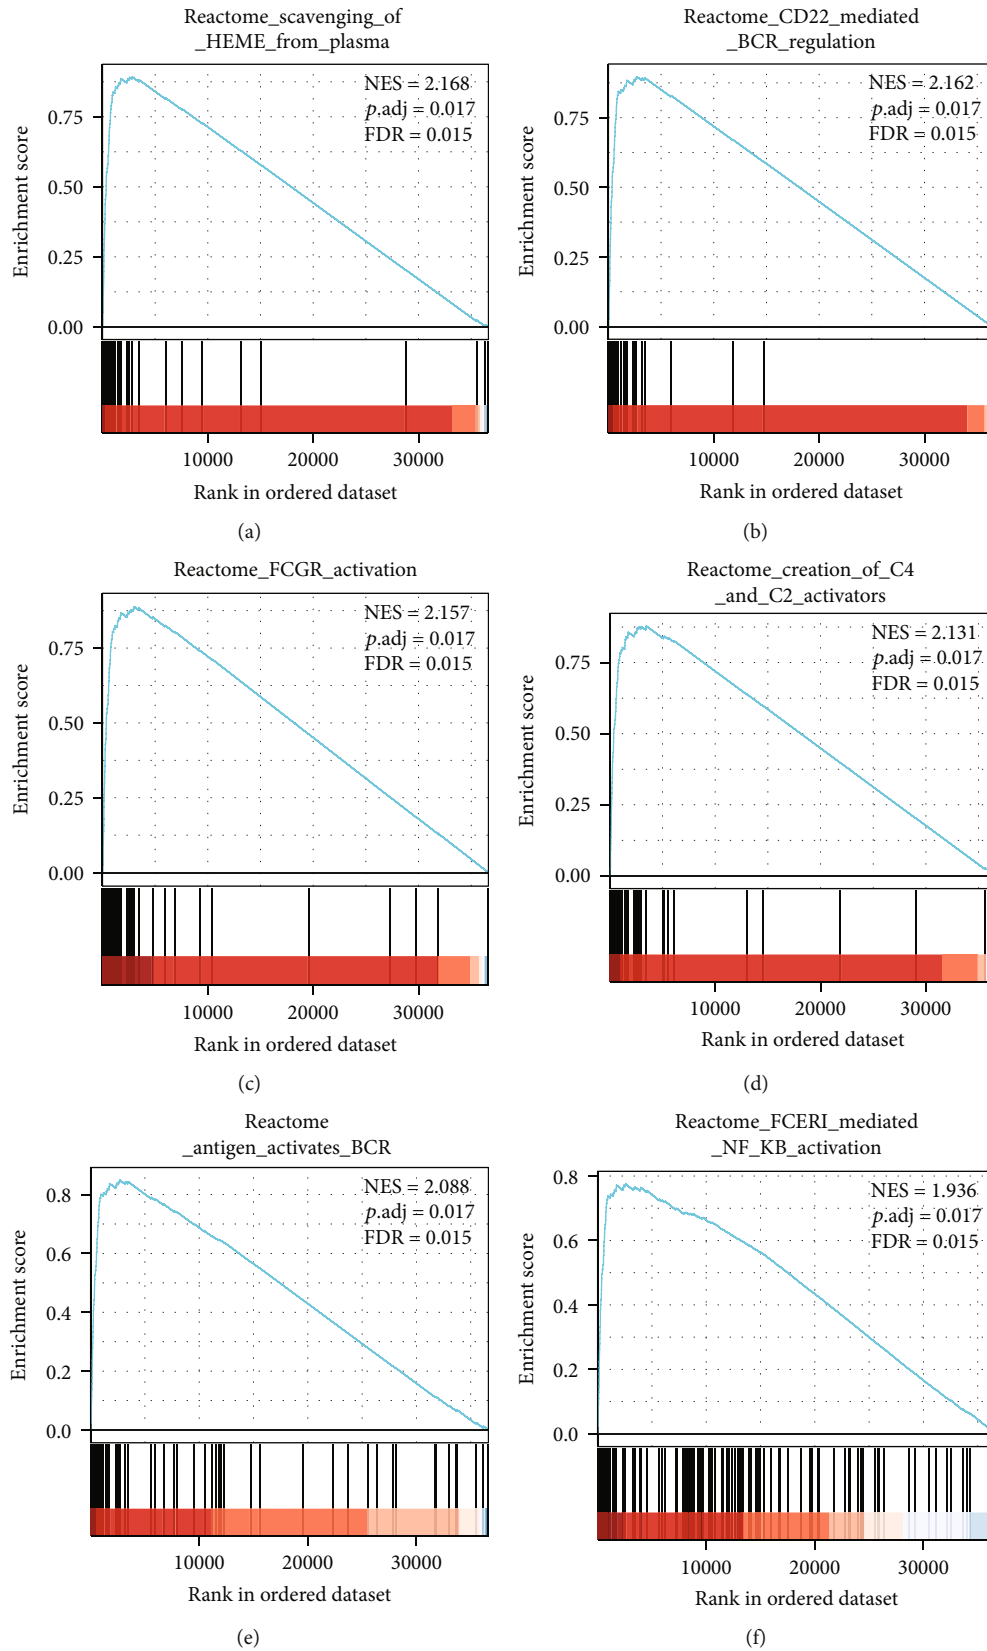 Reactome_scavenging_of
_HEME_from_plasma
NES = 2.168
p.adj = 0.017
FDR = 0.015
Enrichment score
0.75
0.50
0.25
0.00
10000 20000 30000
Rank in ordered dataset
(a)
Reactome_CD22_mediated
_BCR_regulation
NES = 2.162
p.adj = 0.017
FDR = 0.015
Enrichment score
0.75
0.50
0.25
0.00
10000 20000 30000
Rank in ordered dataset
(b)
Reactome_FCGR_activation
NES = 2.157
p.adj = 0.017
FDR = 0.015
Enrichment score
0.75
0.50
0.25
0.00
10000 20000 30000
Rank in ordered dataset
(c)
Reactome_creation_of_C4
_and_C2_activators
NES = 2.131
p.adj = 0.017
FDR = 0.015
Enrichment score
0.75
0.50
0.25
0.00
10000 20000 30000
Rank in ordered dataset
(d)
Reactome
_antigen_activates_BCR
NES = 2.088
p.adj = 0.017
FDR = 0.015
Enrichment score
0.8
0.6
0.4
0.2
0.0
10000 20000 30000
Rank in ordered dataset
(e)
Reactome_FCERI_mediated
_NF_KB_activation
NES = 1.936
p.adj = 0.017
FDR = 0.015
Enrichment score
0.8
0.6
0.4
0.2
0.0
10000 20000 30000
Rank in ordered dataset
(f)